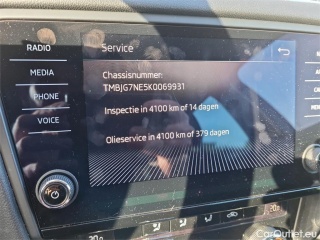 RADIO
Service
MEDIA
Chassisnummer:
TMBJG7NE5K0069931
PHONE
Inspectie in 4100 km of 14 dagen
VOICE
Olieservice in 4100 km of 379 dagen
CarOutlet.eu